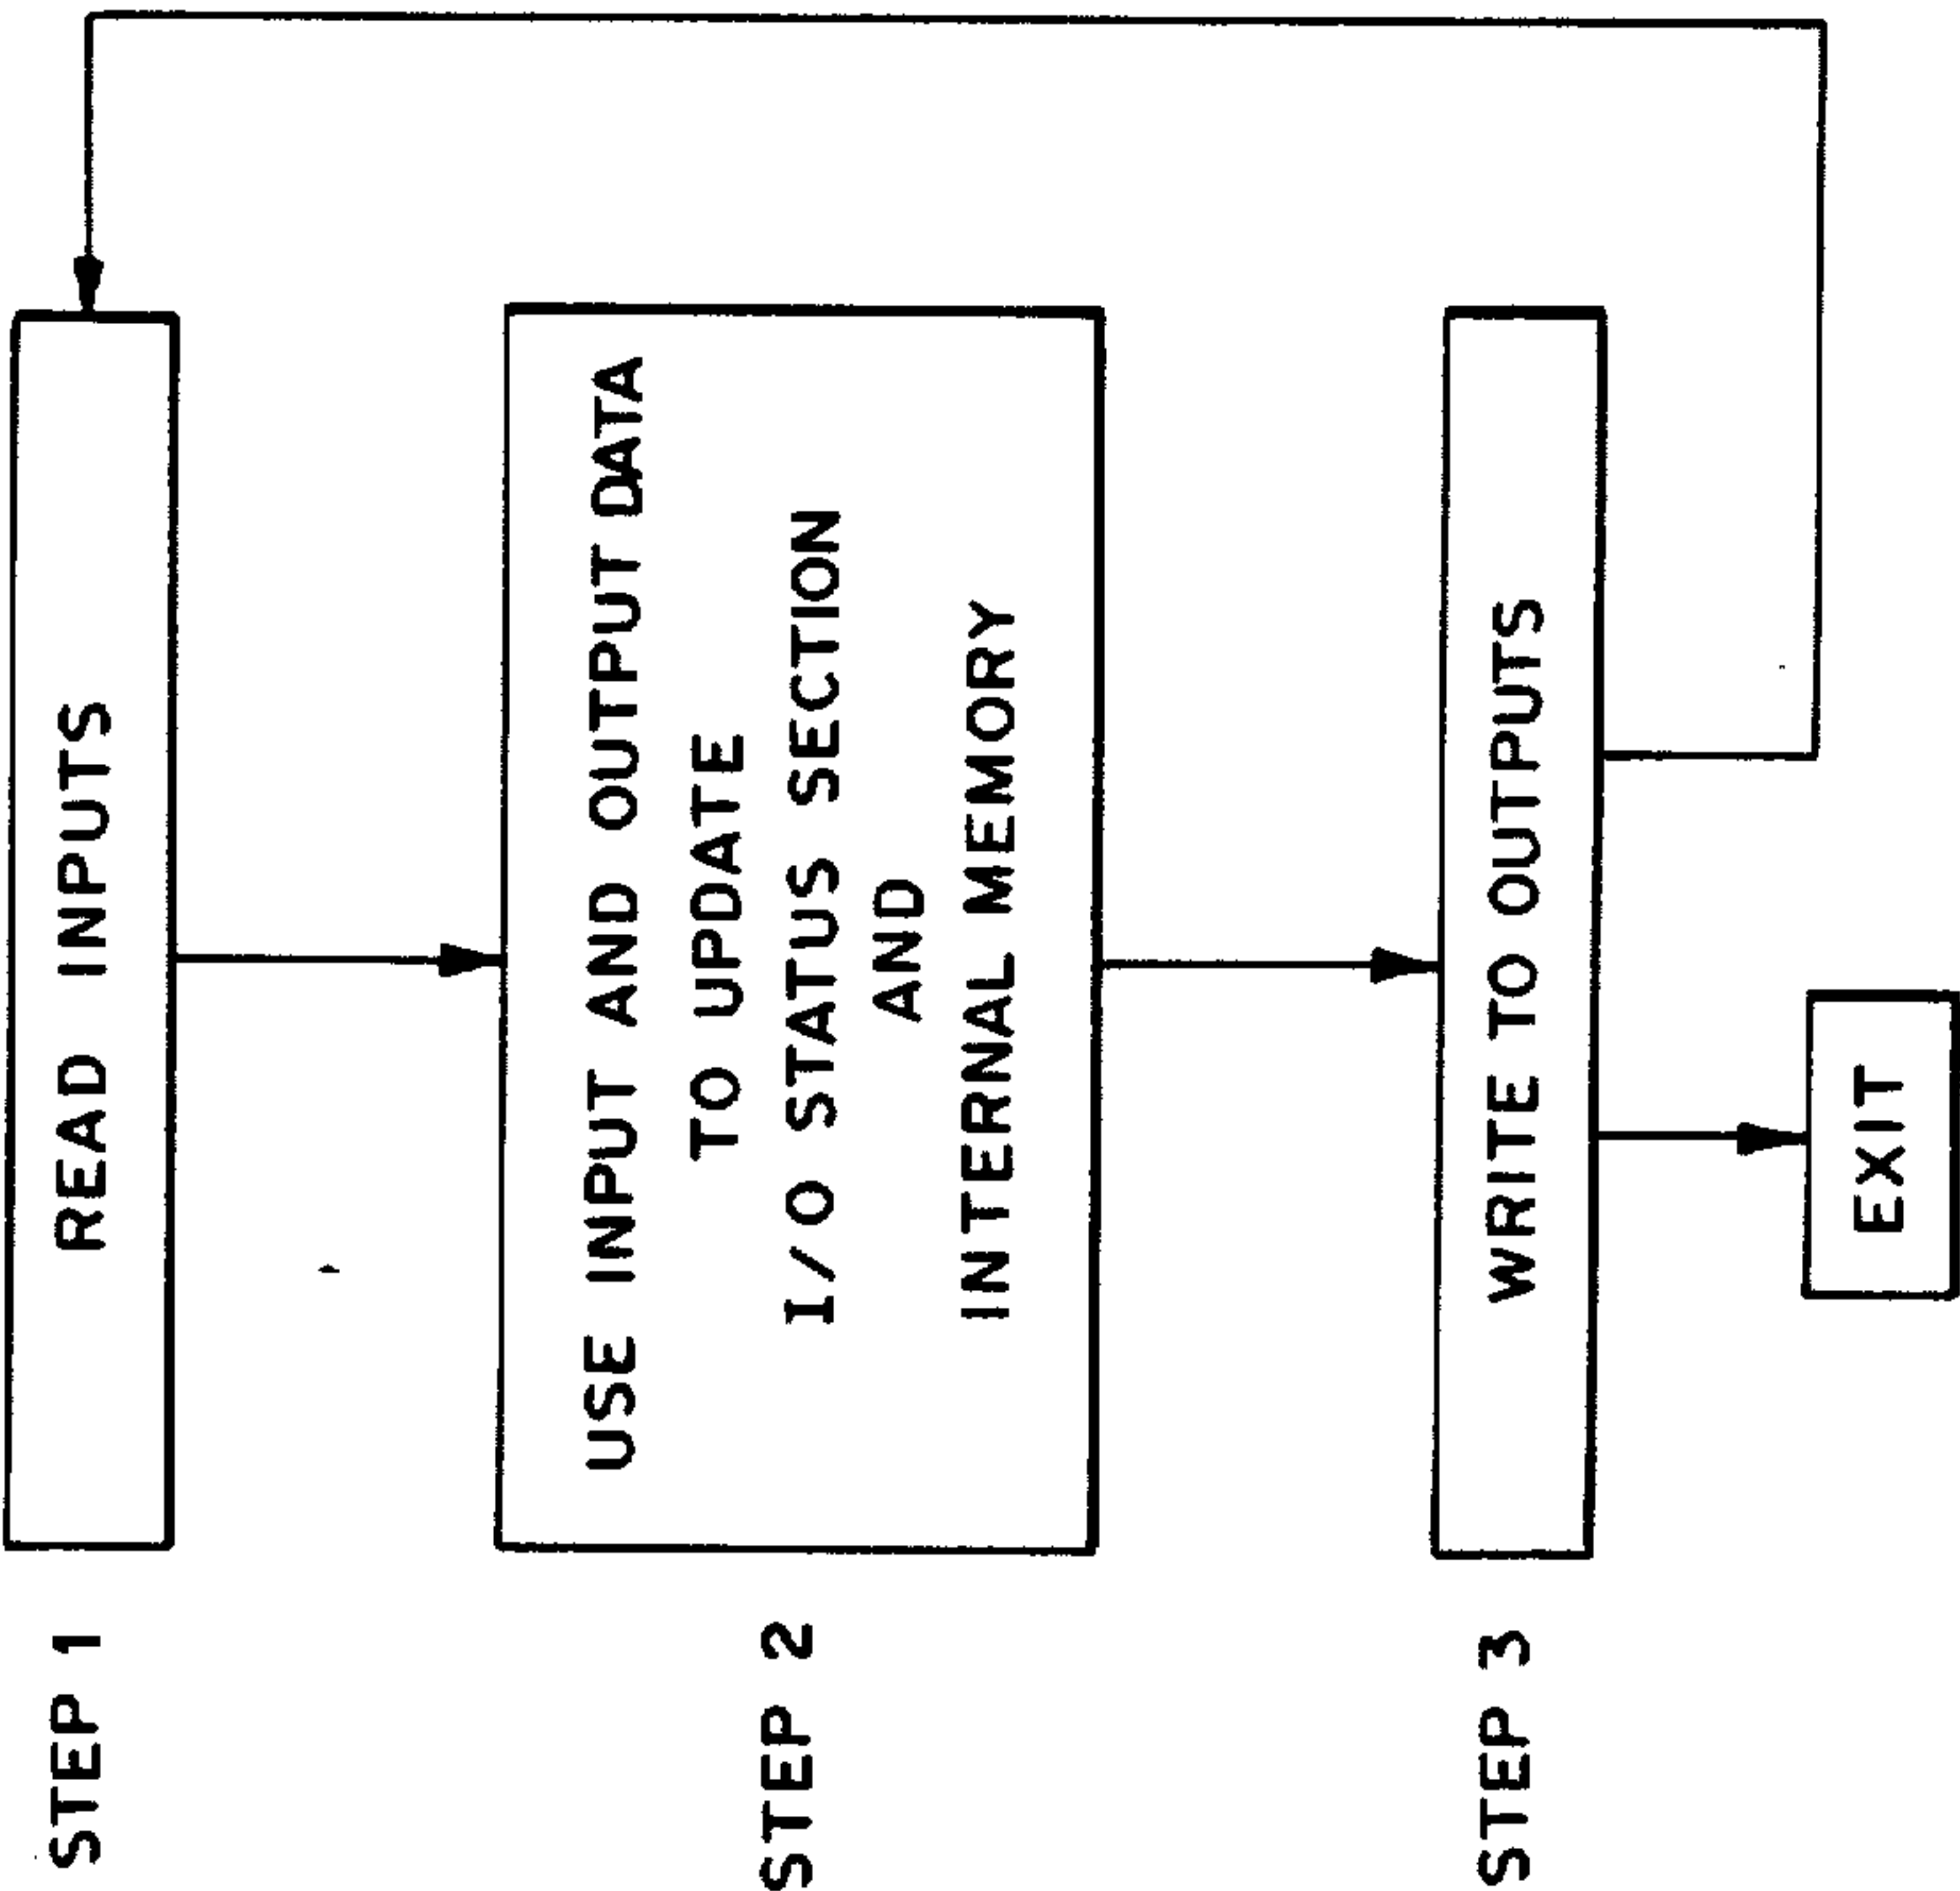 STEP 1
READ INPUTS
STEP 2
USE INPUT AND OUTPUT DATA
TO UPDATE
I/O STATUS SECTION
AND
INTERNAL MEMORY
STEP 3
WRITE TO OUTPUTS
EXIT